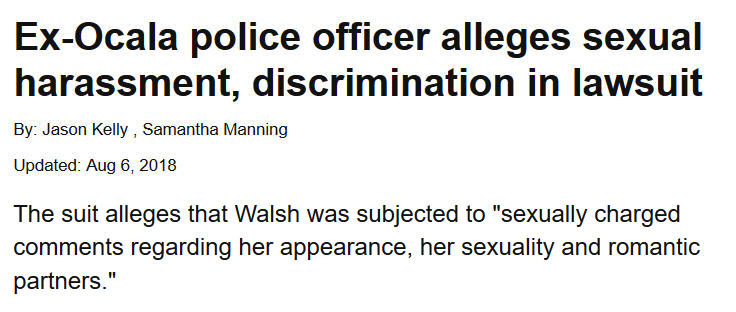 Ex-Ocala police officer alleges sexual
harassment, discrimination in lawsuit
By: Jason Kelly , Samantha Manning
Updated: Aug 6, 2018
The suit alleges that Walsh was subjected to "sexually charged
comments regarding her appearance, her sexuality and romantic
partners."